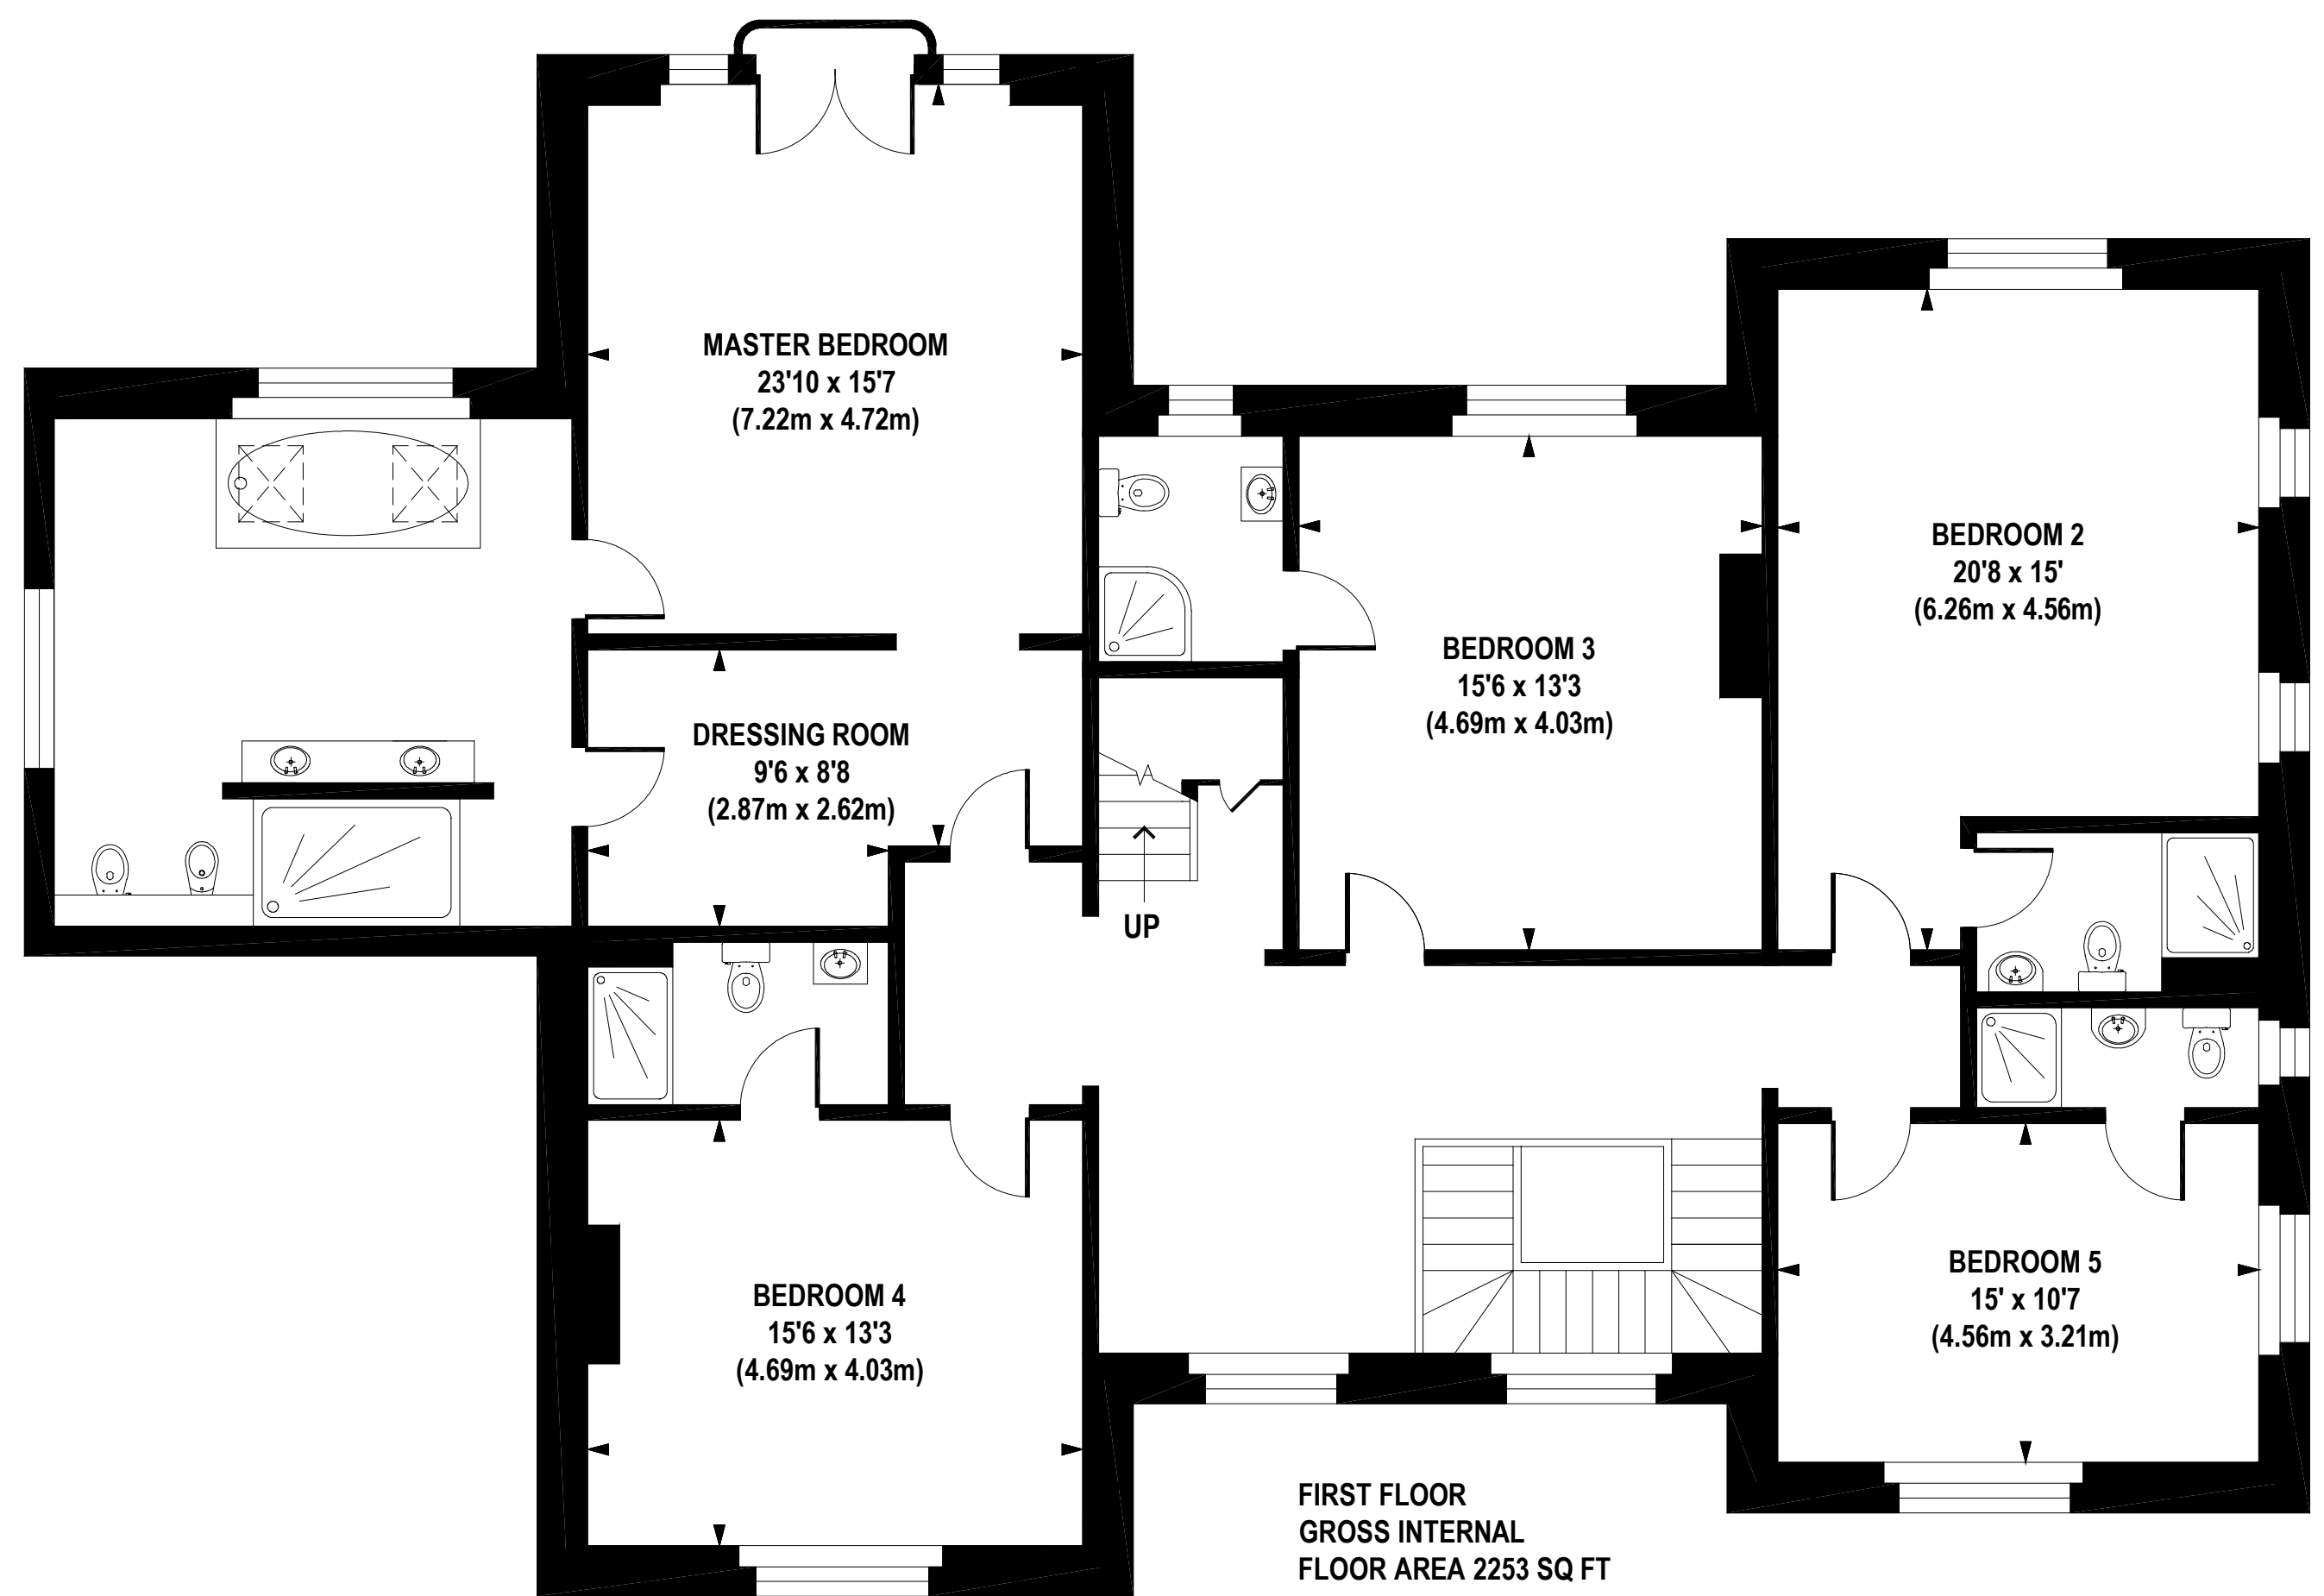 MASTER BEDROOM
23'10 x 15'7
(7.22m x 4.72m)
BEDROOM 2
20'8 x 15'
(6.26m x 4.56m)
BEDROOM 3
15'6 x 13'3
(4.69m x 4.03m)
DRESSING ROOM
9'6 x 8'8
(2.87m x 2.62m)
UP
BEDROOM 4
15'6 x 13'3
(4.69m x 4.03m)
BEDROOM 5
15' x 10'7
(4.56m x 3.21m)
FIRST FLOOR
GROSS INTERNAL
FLOOR AREA 2253 SQ FT